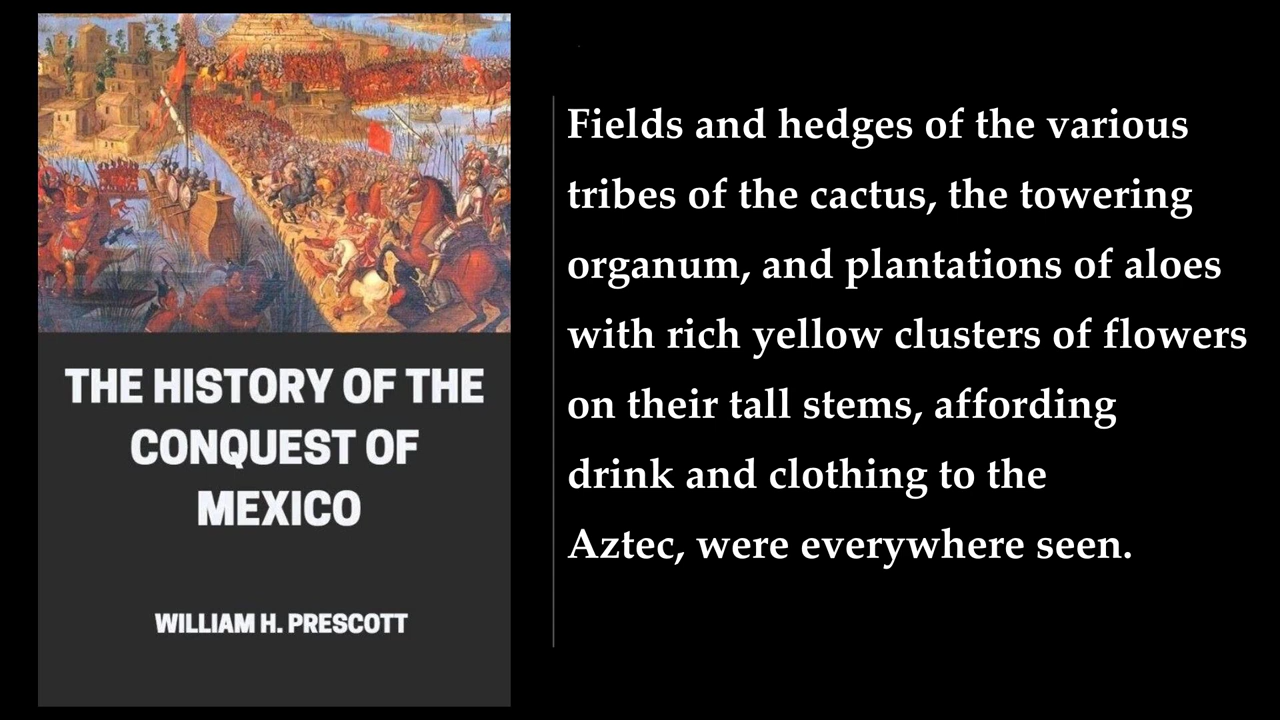 THE HISTORY OF THE
CONQUEST OF
MEXICO
WILLIAM H. PRESCOTT
Fields and hedges of the various
tribes of the cactus, the towering
organum, and plantations of aloes
with rich yellow clusters of flowers
on their tall stems, affording
drink and clothing to the
Aztec, were everywhere seen.